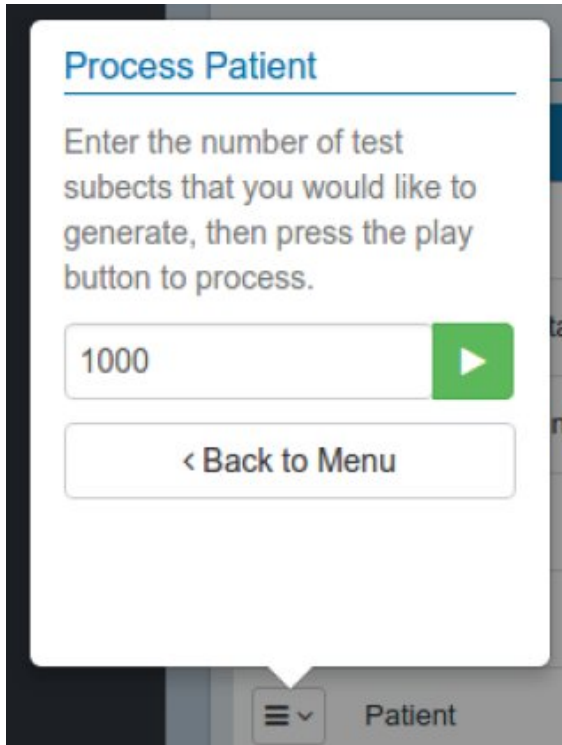 Process Patient
Enter the number of test
subects that you would like to
generate, then press the play
button to process.
1000
Back to Menu
Patient